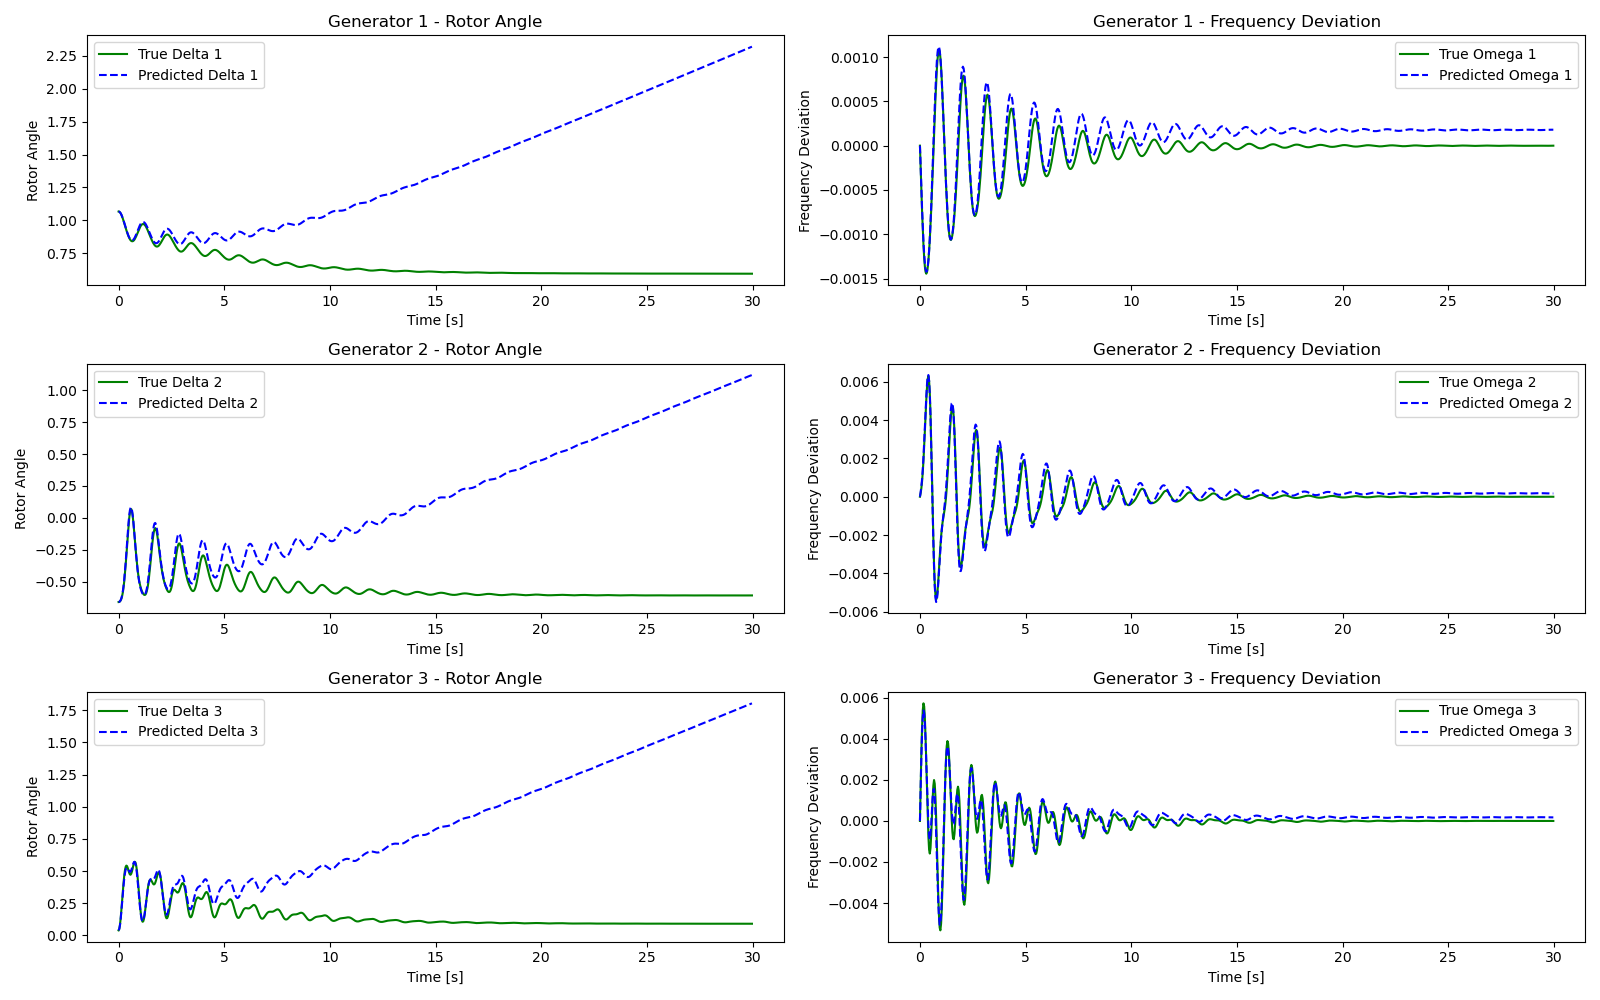 Generator 1 - Rotor Angle
Rotor Angle
2.25
2.00
1.75
1.50
1.25
1.00
0.75
True Delta 1
Predicted Delta 1
0 5 10 15 20 25 30
Time [s]
Generator 1 - Frequency Deviation
Frequency Deviation
0.0010
0.0005
0.0000
−0.0005
−0.0010
−0.0015
True Omega 1
Predicted Omega 1
0 5 10 15 20 25 30
Time [s]
Generator 2 - Rotor Angle
Rotor Angle
1.00
0.75
0.50
0.25
0.00
−0.25
−0.50
True Delta 2
Predicted Delta 2
0 5 10 15 20 25 30
Time [s]
Generator 2 - Frequency Deviation
Frequency Deviation
0.006
0.004
0.002
0.000
−0.002
−0.004
−0.006
True Omega 2
Predicted Omega 2
0 5 10 15 20 25 30
Time [s]
Generator 3 - Rotor Angle
Rotor Angle
1.75
1.50
1.25
1.00
0.75
0.50
0.25
0.00
True Delta 3
Predicted Delta 3
0 5 10 15 20 25 30
Time [s]
Generator 3 - Frequency Deviation
Frequency Deviation
0.006
0.004
0.002
0.000
−0.002
−0.004
True Omega 3
Predicted Omega 3
0 5 10 15 20 25 30
Time [s]